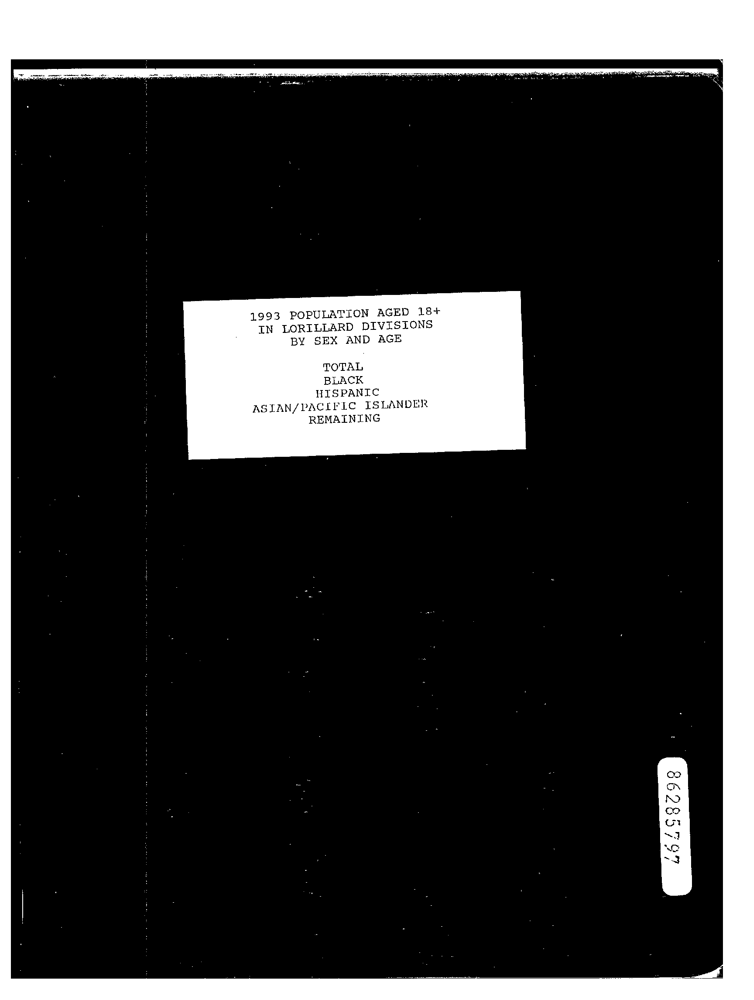 1993 POPULATION AGED 18+
IN LORILLARD DIVISIONS
BY SEX AND AGE
TOTAL
BLACK
HISPANIC
ASIAN/PACIFIC ISLANDER
REMAINING
86285797